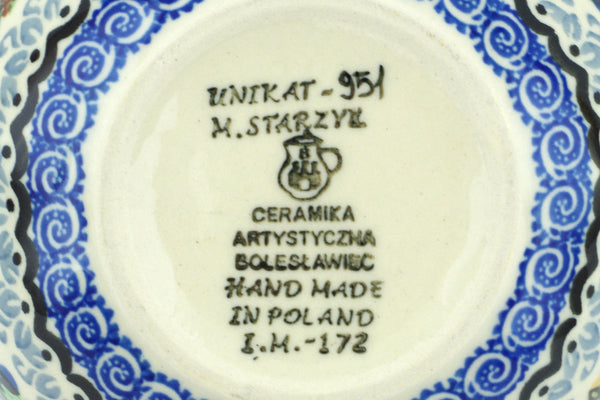 UNIKAT - 951
M. STARZYK
CERAMIKA
ARTYSTYCZNA
BOLESŁAWIEC
HAND MADE
IN POLAND
I.M. - 172